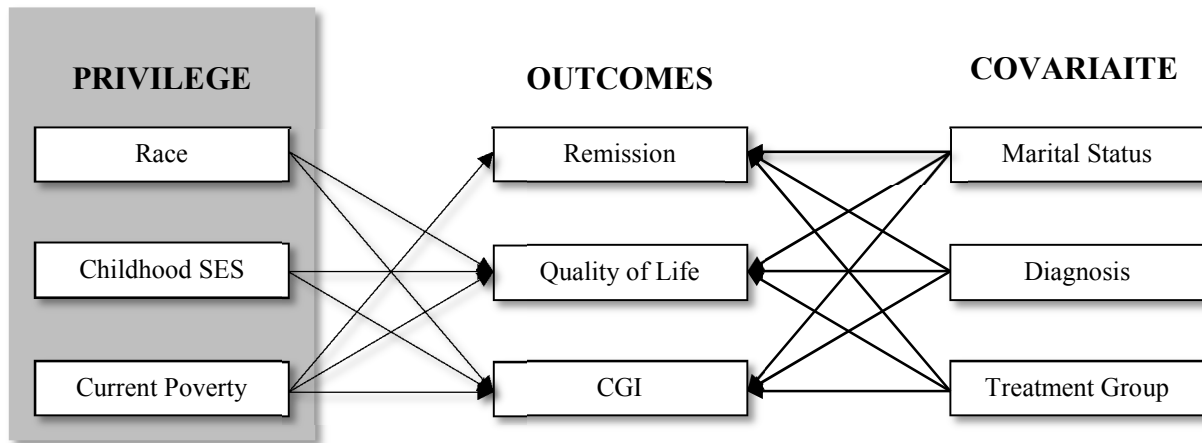 PRIVILEGE
Race
Childhood SES
Current Poverty
OUTCOMES
Remission
Quality of Life
CGI
COVARIAITE
Marital Status
Diagnosis
Treatment Group